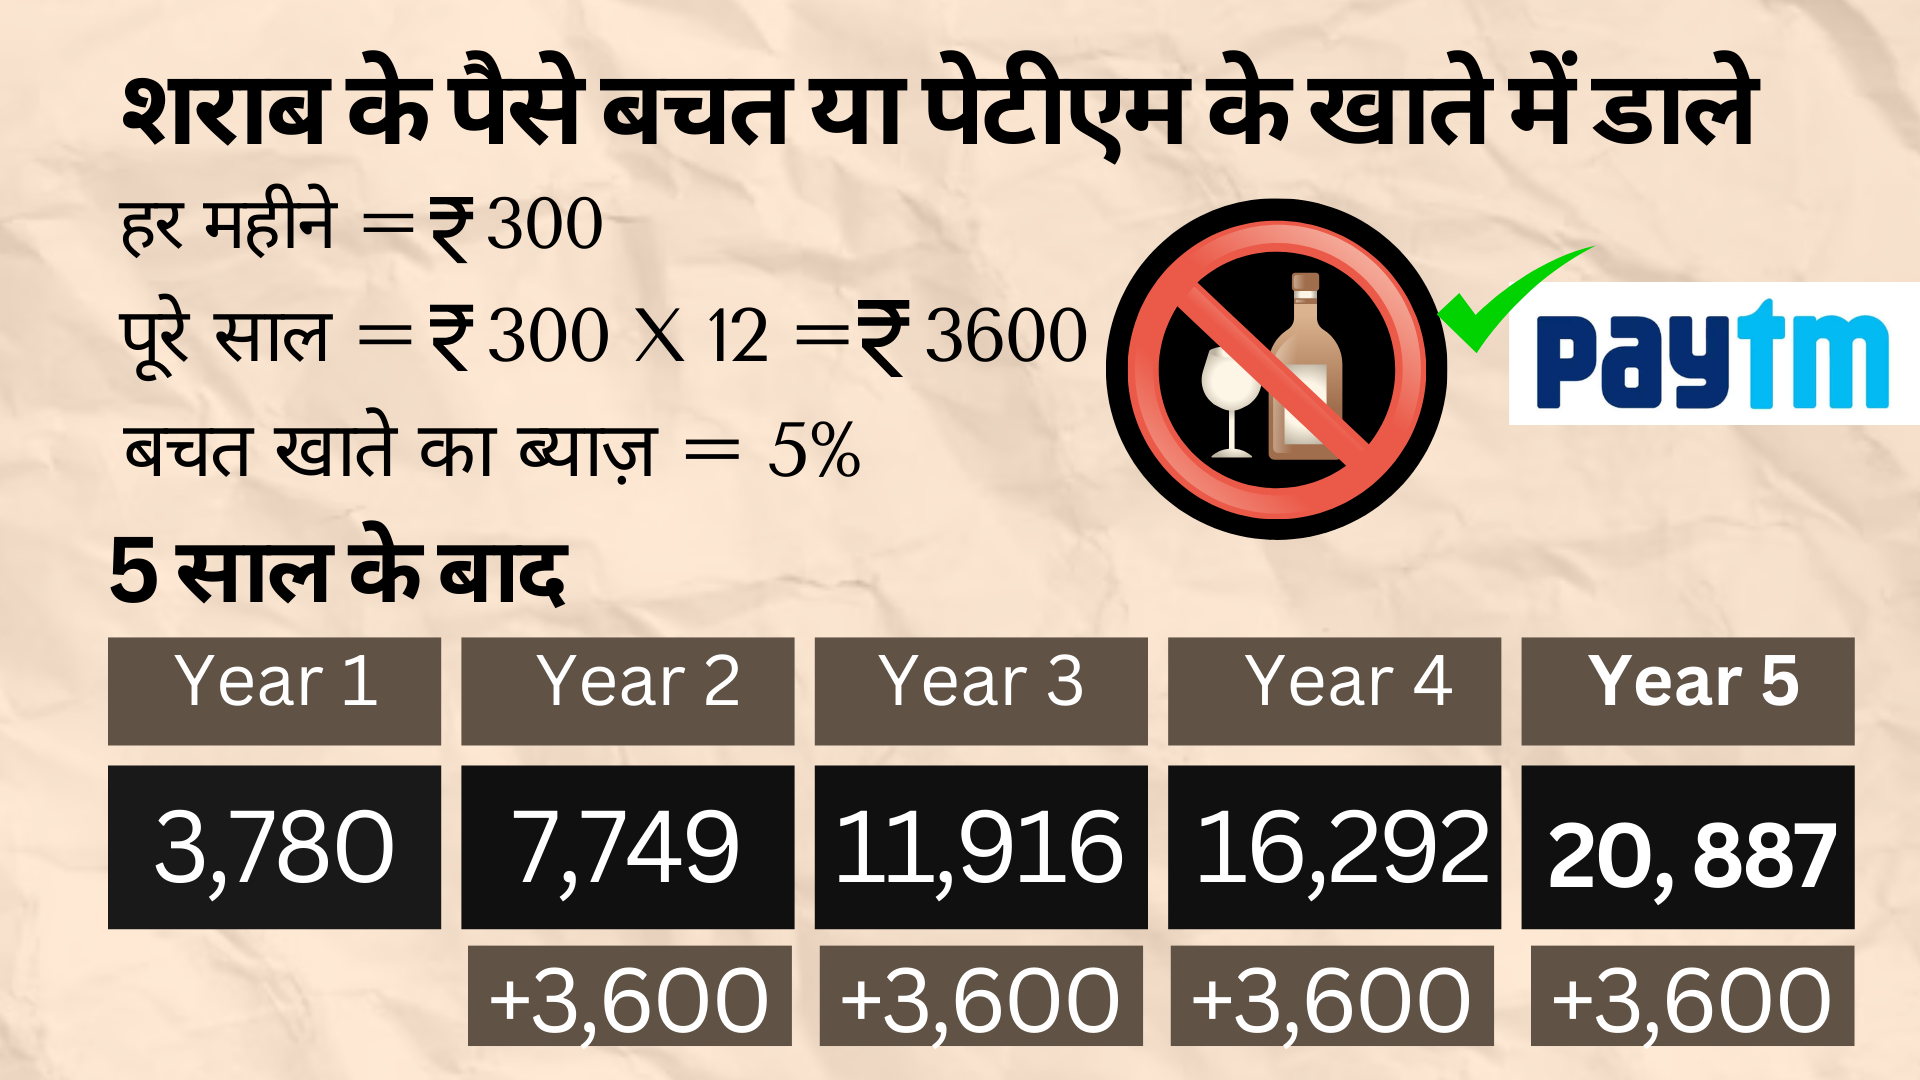 शराब के पैसे बचत या पेटीएम के खाते में डाले
हर महीने = ₹ 300
पूरे साल = ₹ 300 X 12 = ₹ 3600
बचत खाते का ब्याज़ = 5%
paytm
5 साल के बाद
Year 1 Year 2 Year 3 Year 4 Year 5
3,780 7,749 11,916 16,292 20, 887
+3,600 +3,600 +3,600 +3,600